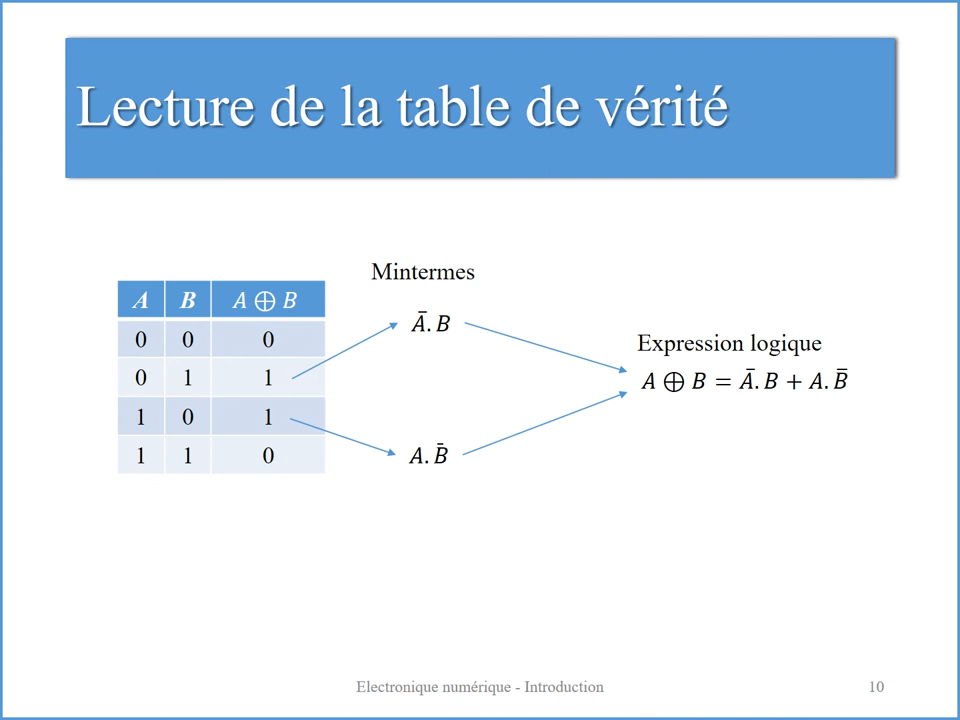 Lecture de la table de vérité
Mintermes
A B A ⊕ B
0 0 0
0 1 1
1 0 1
1 1 0
Ā. B
A. B̄
Expression logique
A ⊕ B = Ā. B + A. B̄
Electronique numérique - Introduction
10